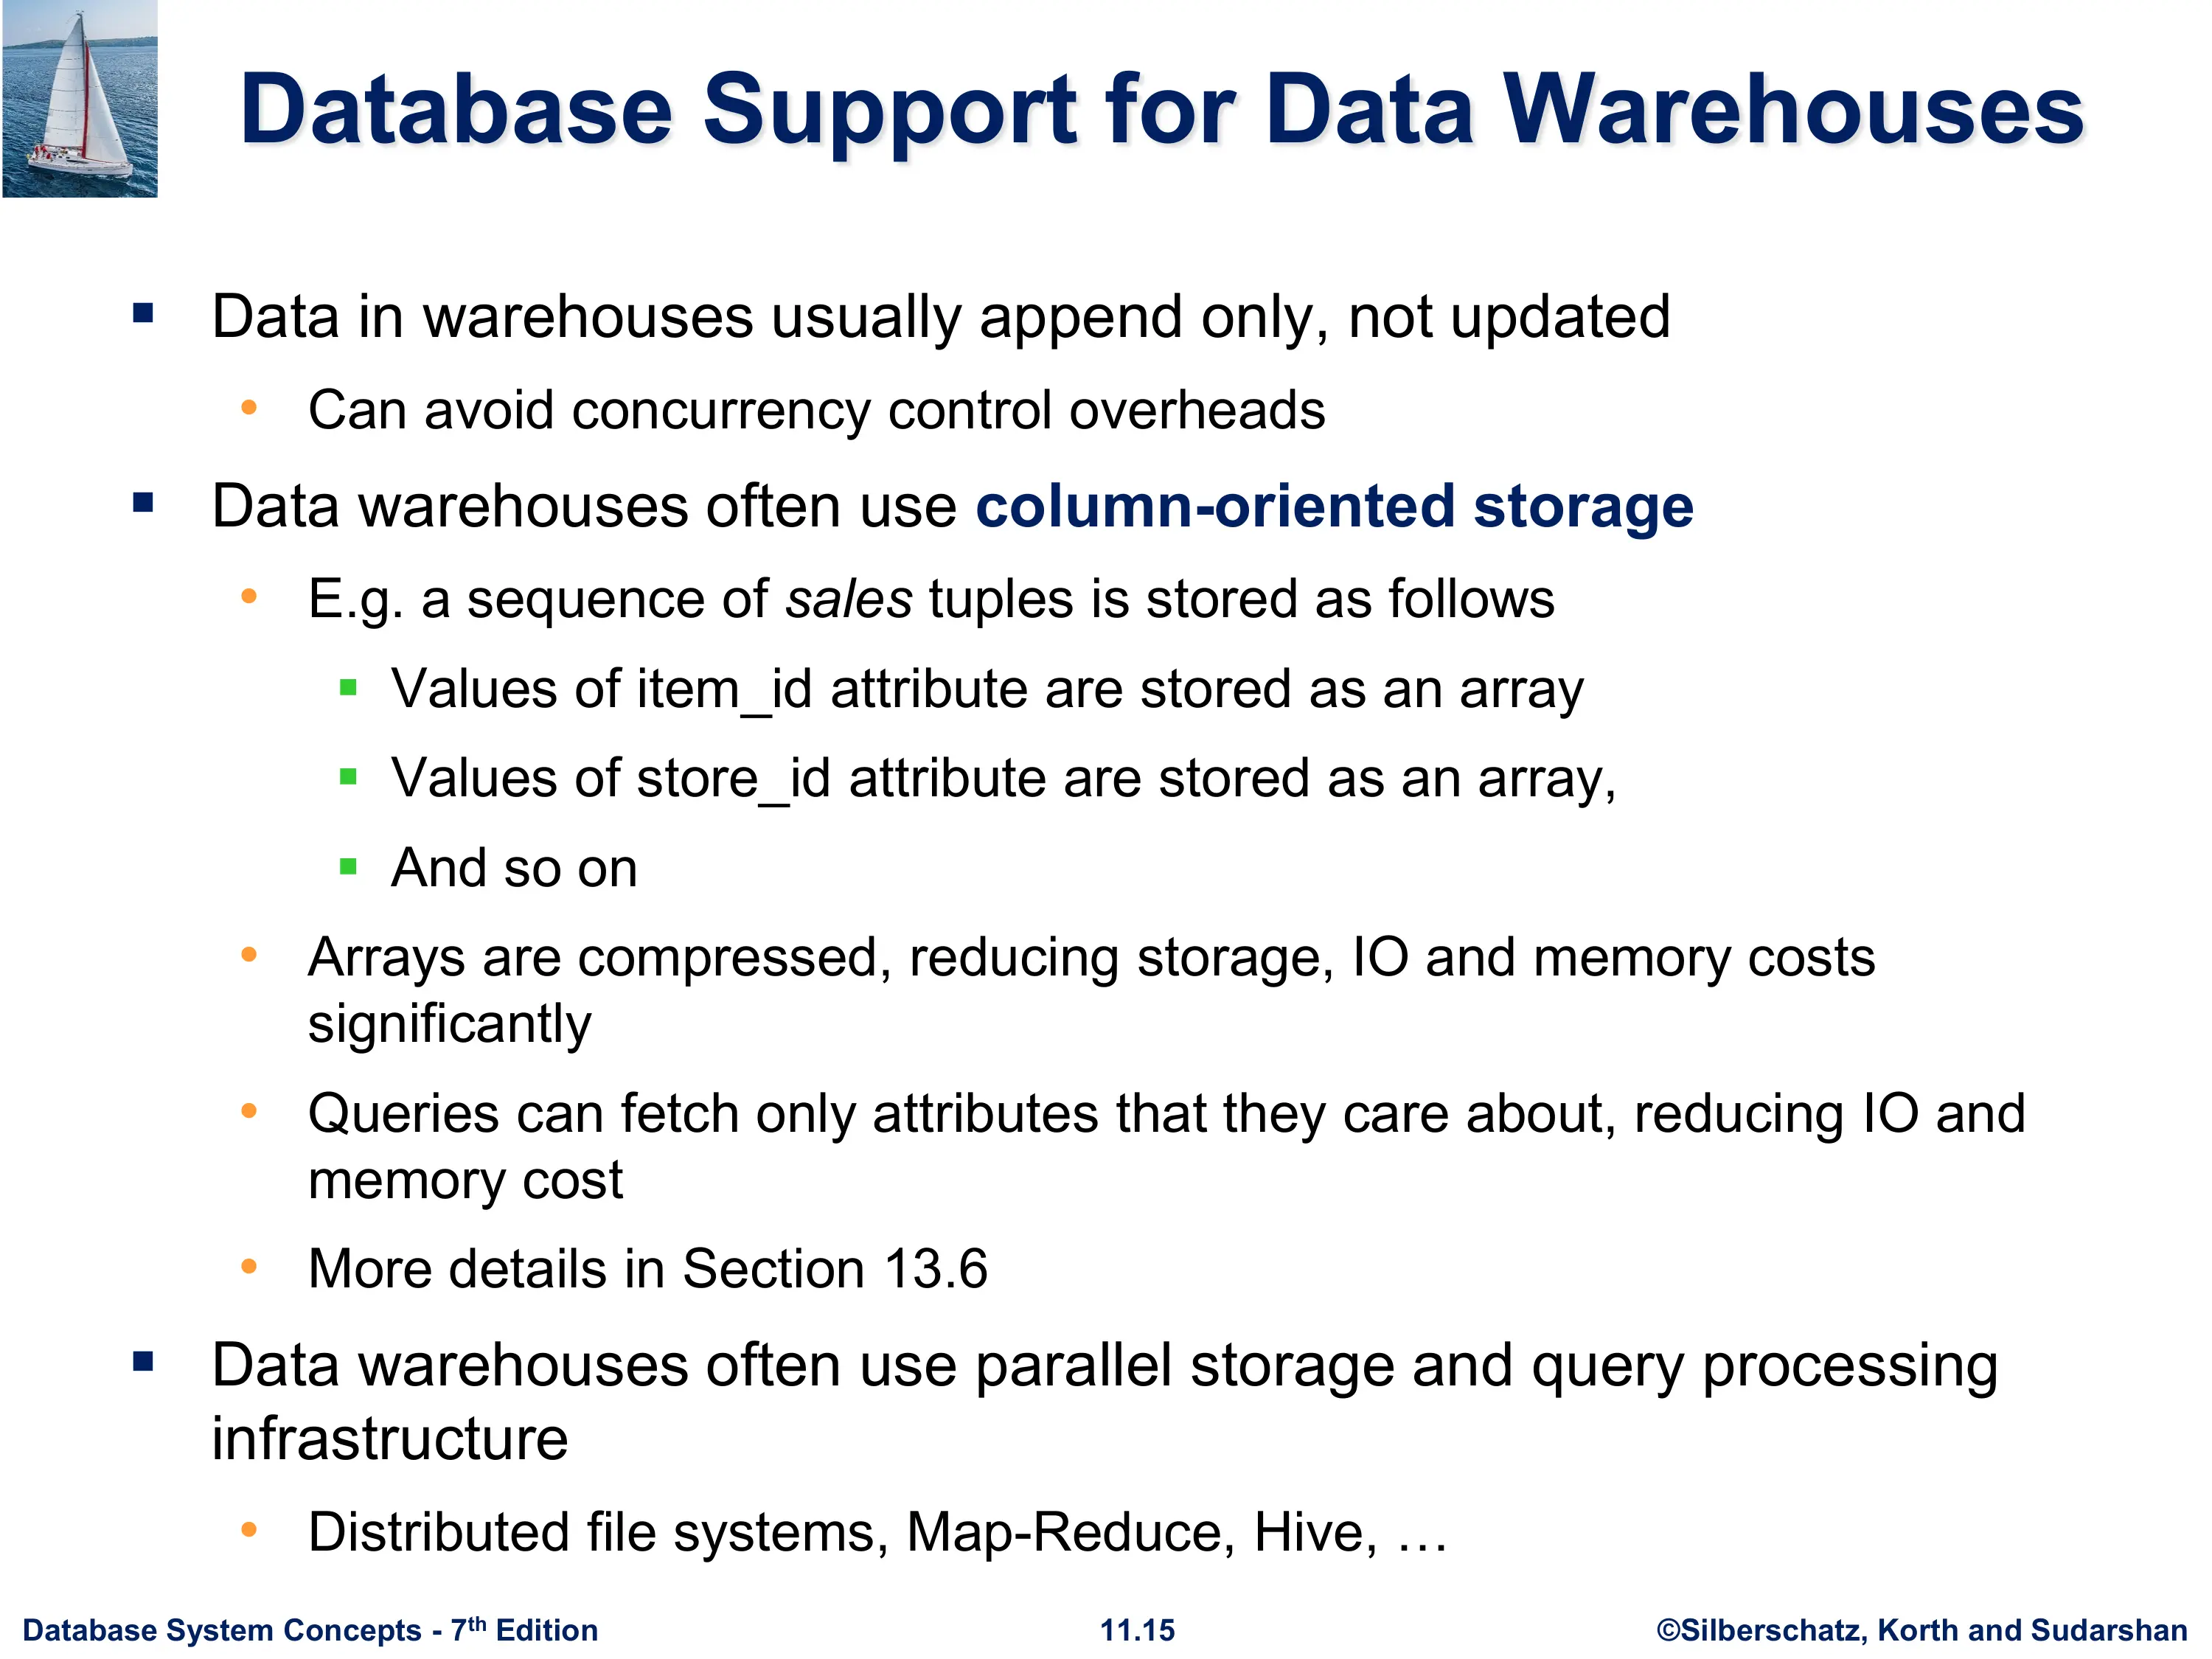 Database Support for Data Warehouses
▪ Data in warehouses usually append only, not updated
• Can avoid concurrency control overheads
▪ Data warehouses often use column-oriented storage
• E.g. a sequence of sales tuples is stored as follows
▪ Values of item_id attribute are stored as an array
▪ Values of store_id attribute are stored as an array,
▪ And so on
• Arrays are compressed, reducing storage, IO and memory costs
significantly
• Queries can fetch only attributes that they care about, reducing IO and
memory cost
• More details in Section 13.6
▪ Data warehouses often use parallel storage and query processing
infrastructure
• Distributed file systems, Map-Reduce, Hive, …
Database System Concepts - 7th Edition 11.15 ©Silberschatz, Korth and Sudarshan